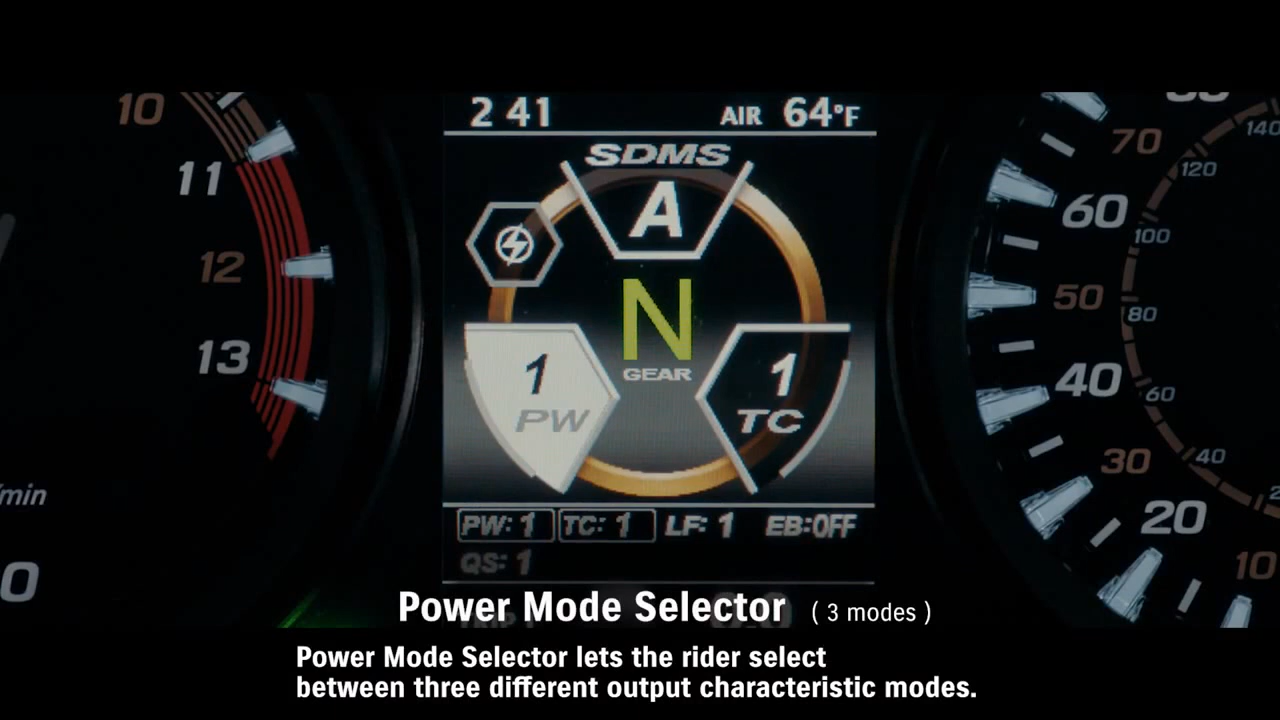 2 41 AIR 64°F
SDMS
A
N
GEAR
1
PW
1
TC
PW: 1 TC: 1 LF: 1 EB:OFF
QS: 1
10
11
12
13
/min
0
70
60
50
40
30
20
10
140
120
100
80
60
40
Power Mode Selector ( 3 modes )
Power Mode Selector lets the rider select
between three different output characteristic modes.